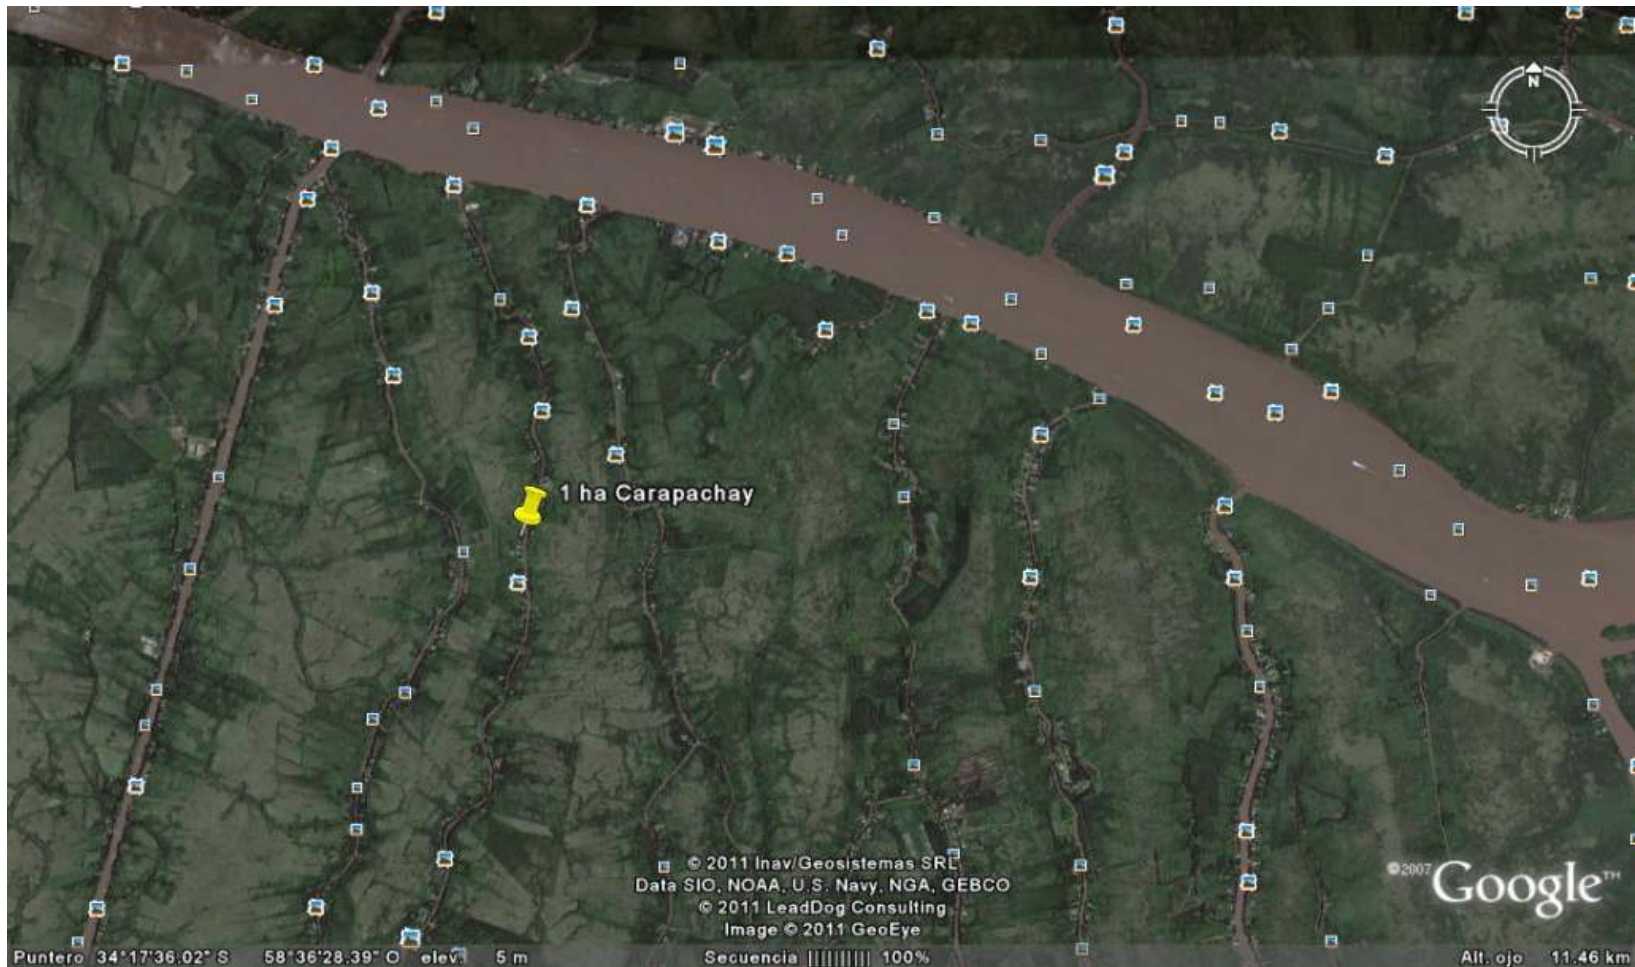 N
1 ha Carapachay
© 2011 Inav/Geosistemas SRL
Data SIO, NOAA, U.S. Navy, NGA, GEBCO
© 2011 LeadDog Consulting
Image © 2011 GeoEye
©2007 Google™
Puntero 34°17'36.02" S 58°36'28.39" O elev. 5 m Secuencia |||||||||| 100% Alt. ojo 11.46 km